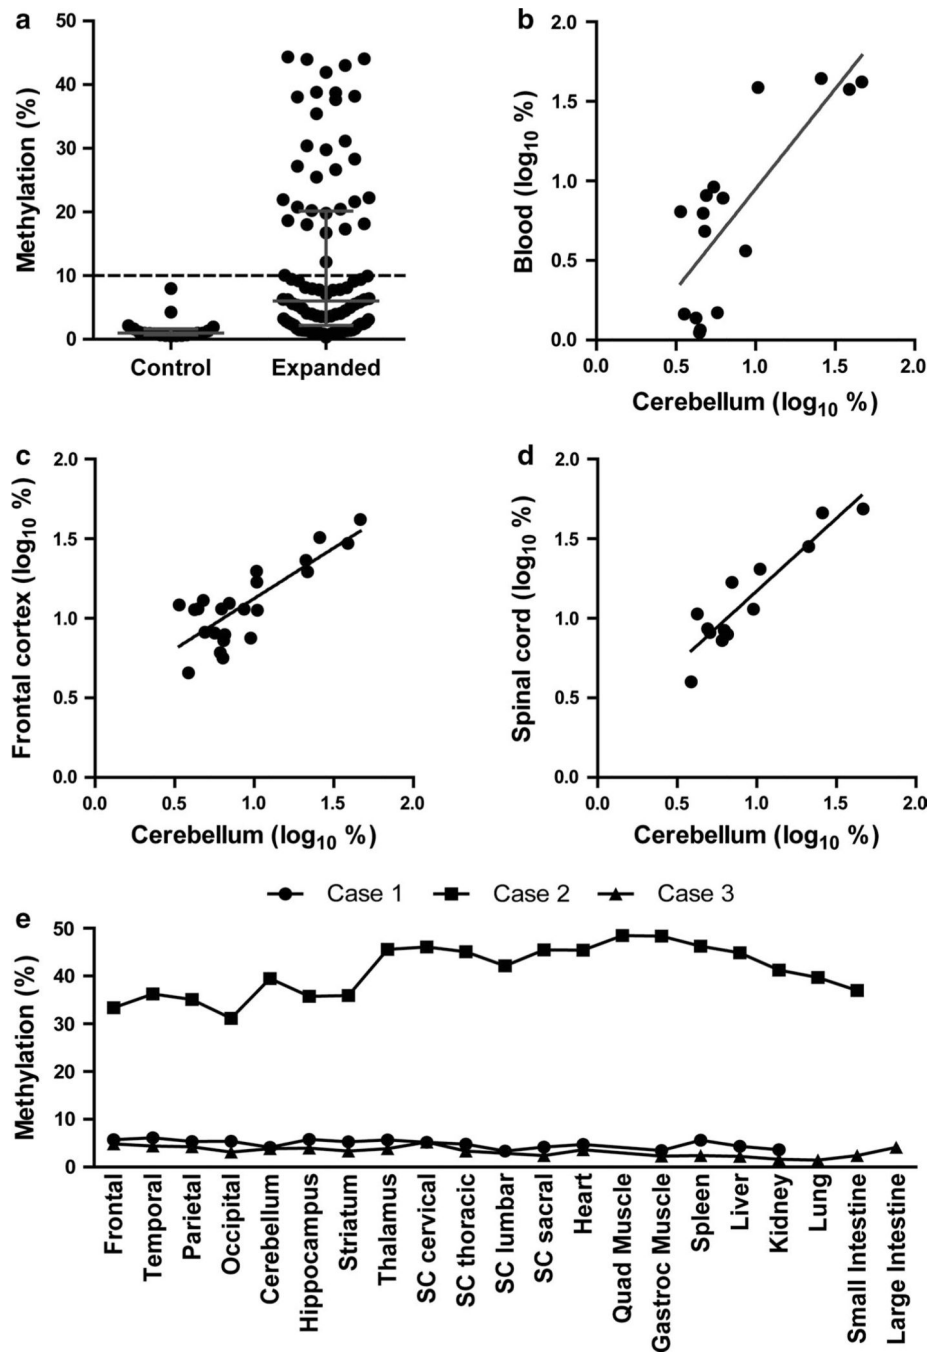 a
50
40
30
20
10
0
Methylation (%)
Control
Expanded
b
2.0
1.5
1.0
0.5
0.0
Blood (log10 %)
0.0 0.5 1.0 1.5 2.0
Cerebellum (log10 %)
c
2.0
1.5
1.0
0.5
0.0
Frontal cortex (log10 %)
0.0 0.5 1.0 1.5 2.0
Cerebellum (log10 %)
d
2.0
1.5
1.0
0.5
0.0
Spinal cord (log10 %)
0.0 0.5 1.0 1.5 2.0
Cerebellum (log10 %)
e
Case 1
Case 2
Case 3
50
40
30
20
10
0
Methylation (%)
Frontal
Temporal
Parietal
Occipital
Cerebellum
Hippocampus
Striatum
Thalamus
SC cervical
SC thoracic
SC lumbar
SC sacral
Heart
Quad Muscle
Gastroc Muscle
Spleen
Liver
Kidney
Lung
Small Intestine
Large Intestine